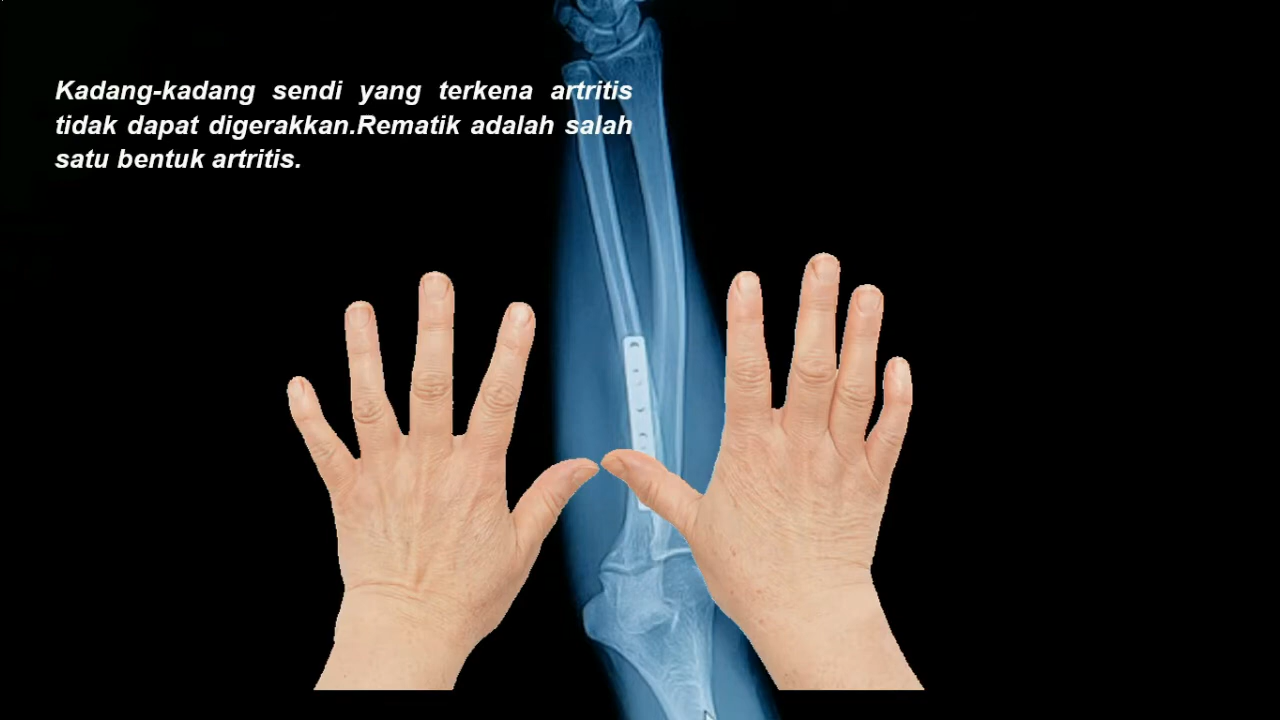 Kadang-kadang sendi yang terkena artritis
tidak dapat digerakkan.Rematik adalah salah
satu bentuk artritis.